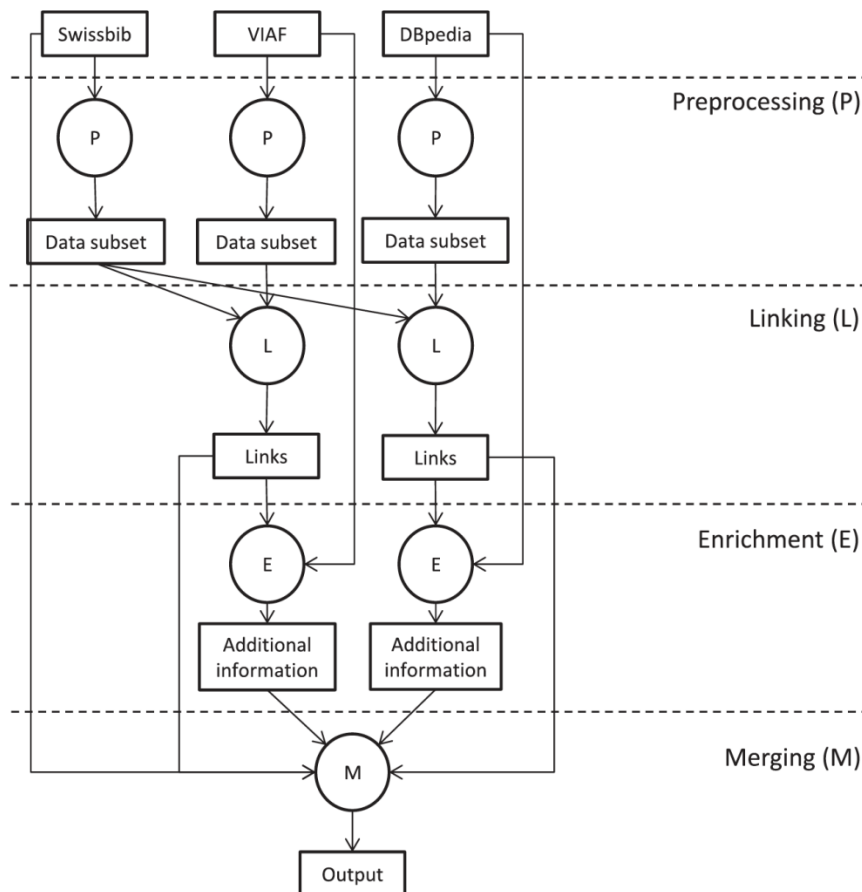 Swissbib
VIAF
DBpedia
Preprocessing (P)
P
P
P
Data subset
Data subset
Data subset
Linking (L)
L
L
Links
Links
Enrichment (E)
E
E
Additional
information
Additional
information
Merging (M)
M
Output